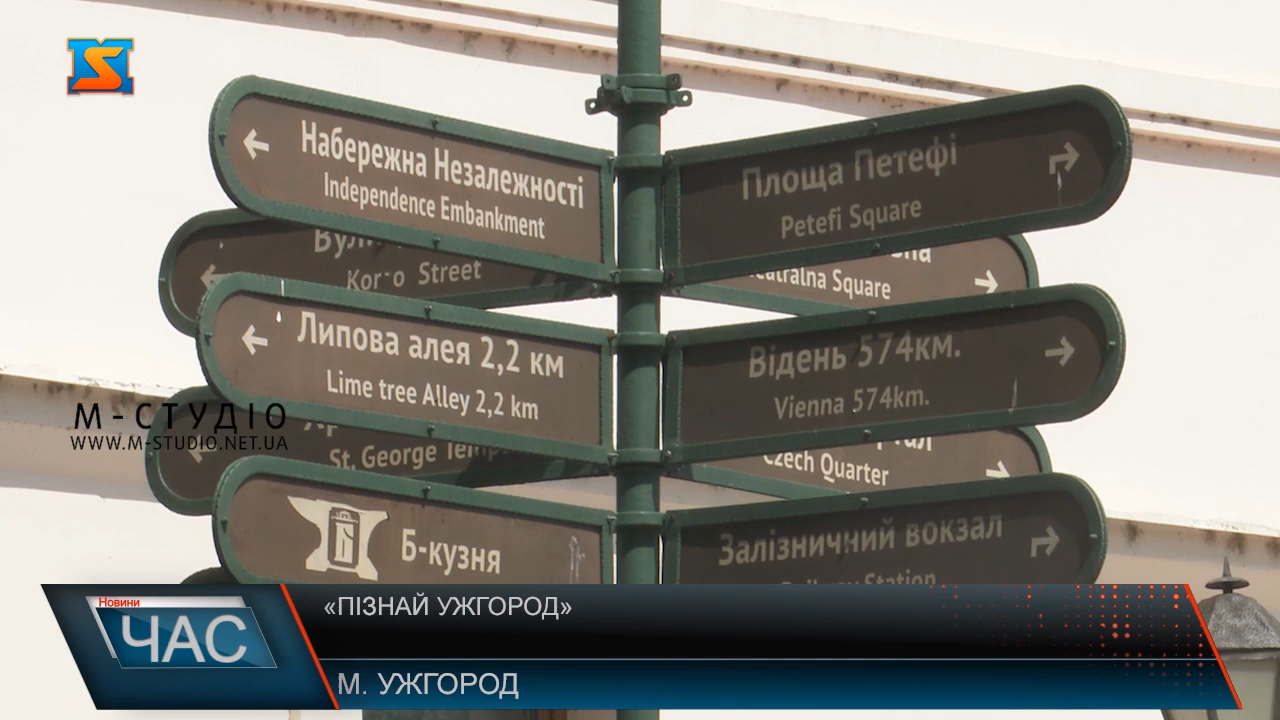 Набережна Незалежності
Independence Embankment
Площа Петефі
Petefi Square
Street
Square
Липова алея 2,2 км
Lime tree Alley 2,2 km
Відень 574км.
Vienna 574km.
St. George
Czech Quarter
Б-кузня
Залізничний вокзал
Railway Station
М-СТУДІО
WWW.M-STUDIO.NET.UA
Новини
ЧАС
«ПІЗНАЙ УЖГОРОД»
М. УЖГОРОД